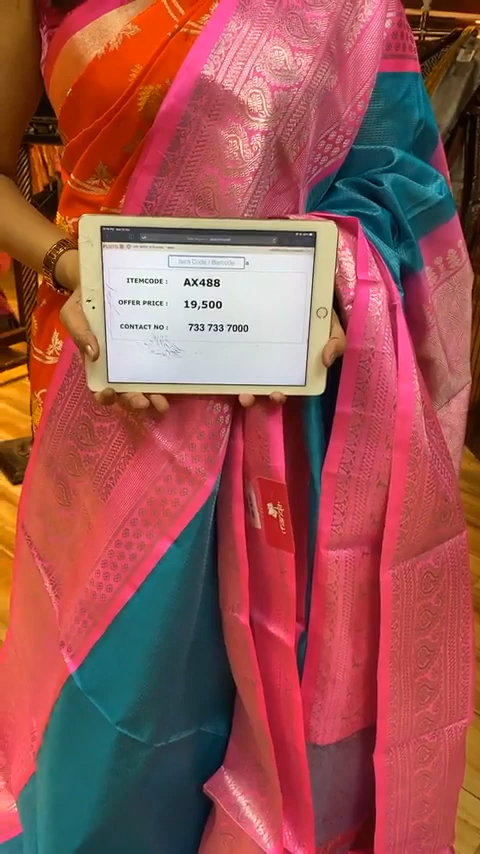 Item Code / Barcode
ITEMCODE : AX488
OFFER PRICE : 19,500
CONTACT NO : 733 733 7000